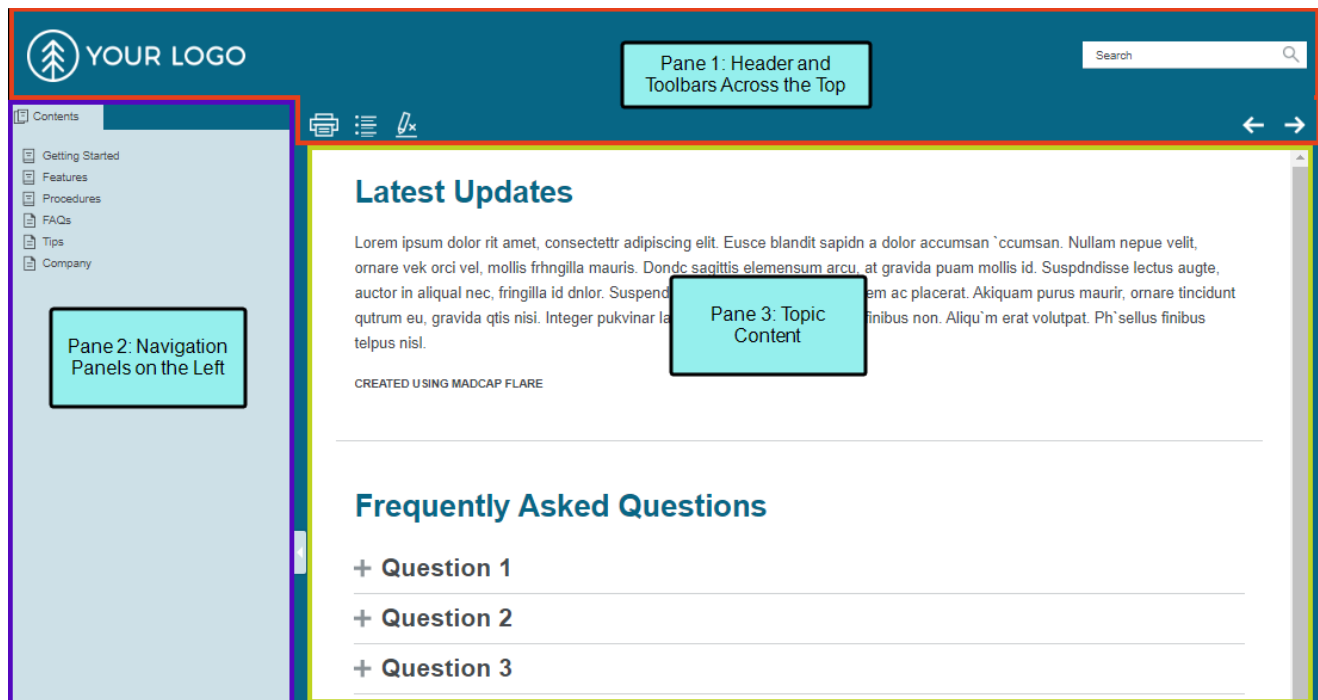 YOUR LOGO
Pane 1: Header and
Toolbars Across the Top
Search
Contents
Getting Started
Features
Procedures
FAQs
Tips
Company
Pane 2: Navigation
Panels on the Left
Latest Updates
Lorem ipsum dolor rit amet, consectettr adipiscing elit. Eusce blandit sapidn a dolor accumsan `ccumsan. Nullam nepue velit,
ornare vek orci vel, mollis frhngilla mauris. Dondc sagittis elemensum arcu, at gravida puam mollis id. Suspdndisse lectus augte,
auctor in aliqual nec, fringilla id dnlor. Suspend em ac placerat. Akiquam purus maurir, ornare tincidunt
qutrum eu, gravida qtis nisi. Integer pukvinar la finibus non. Aliqu`m erat volutpat. Ph`sellus finibus
telpus nisl.
Pane 3: Topic
Content
CREATED USING MADCAP FLARE
Frequently Asked Questions
Question 1
Question 2
Question 3